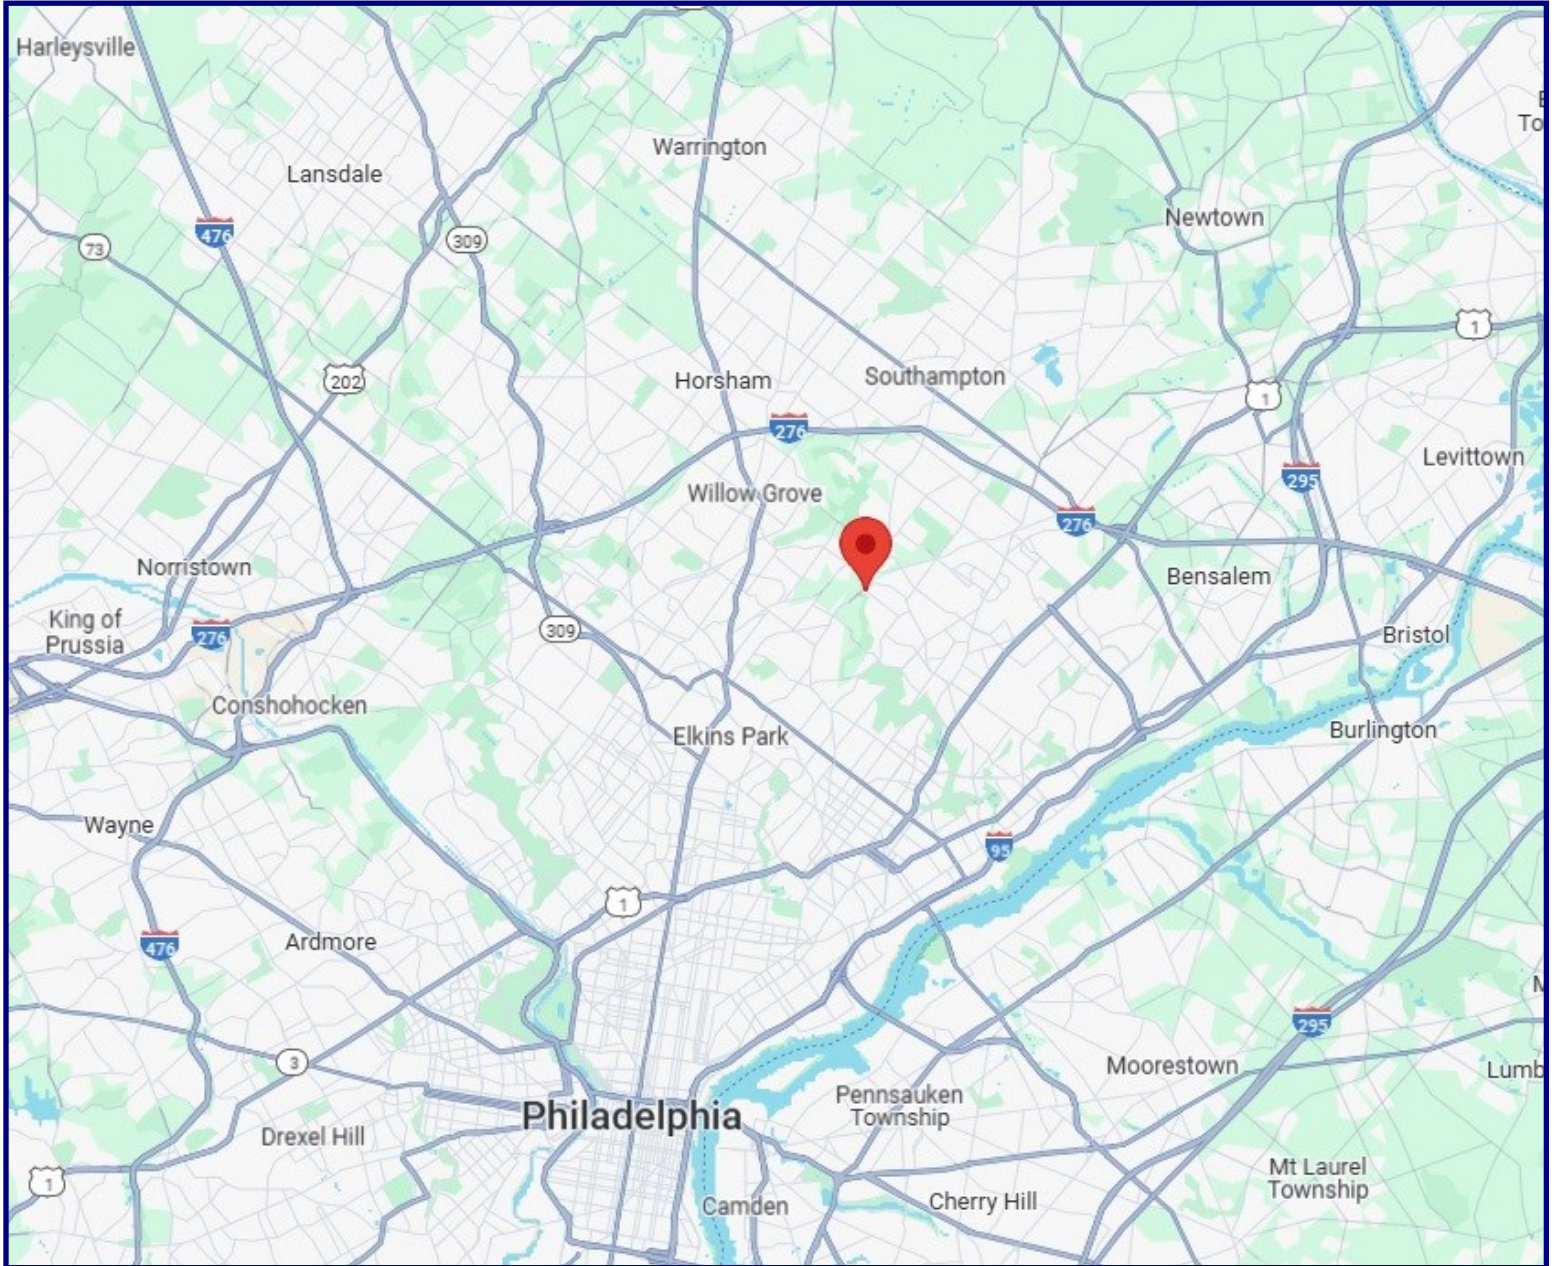 Harleysville
Warrington
To
Lansdale
Newtown
476
309
73
1
202
Horsham
Southampton
1
276
Levittown
295
Willow Grove
276
Norristown
Bensalem
King of
Prussia
276
309
Bristol
Conshohocken
Elkins Park
Burlington
Wayne
95
1
476
Ardmore
295
3
Moorestown
Lumb
Pennsauken
Township
Philadelphia
Drexel Hill
Mt Laurel
Township
1
Camden
Cherry Hill